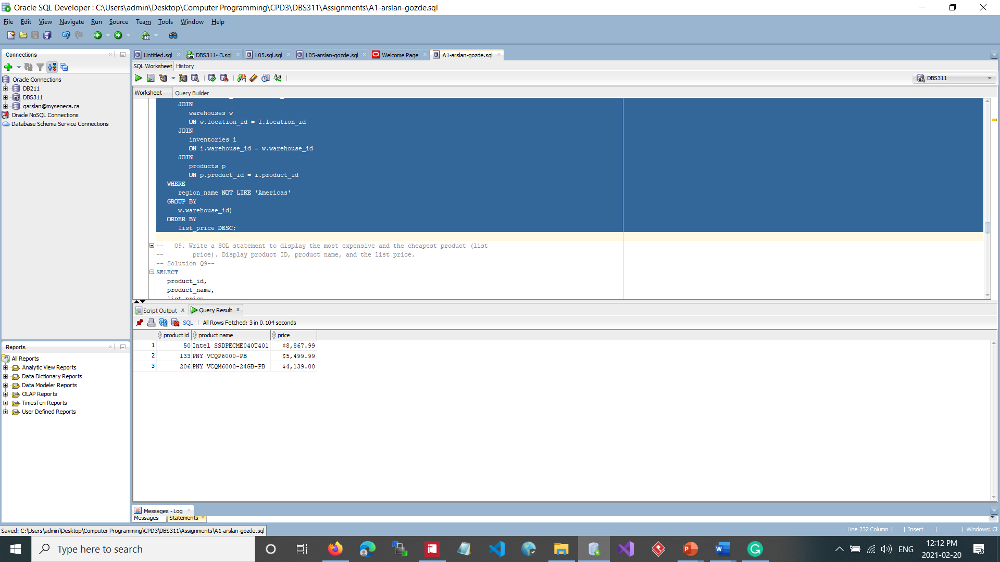 Oracle SQL Developer : C:\Users\admin\Desktop\Computer Programming\CPD3\DBS311\Assignments\A1-arslan-gozde.sql
File Edit View Navigate Run Source Team Tools Window Help
Connections
Oracle Connections
DB211
DBS311
garslan@myseneca.ca
Oracle NoSQL Connections
Database Schema Service Connections
Reports
All Reports
Analytic View Reports
Data Dictionary Reports
Data Modeler Reports
OLAP Reports
TimesTen Reports
User Defined Reports
Untitled.sql DBS311~3.sql L05.sql.sql L05-arslan-gozde.sql Welcome Page A1-arslan-gozde.sql
SQL Worksheet History
DBS311
Worksheet Query Builder
JOIN
warehouses w
ON w.location_id = l.location_id
JOIN
inventories i
ON i.warehouse_id = w.warehouse_id
JOIN
products p
ON p.product_id = i.product_id
WHERE
region_name NOT LIKE 'Americas'
GROUP BY
w.warehouse_id)
ORDER BY
list_price DESC;
-- Q9. Write a SQL statement to display the most expensive and the cheapest product (list
-- price). Display product ID, product name, and the list price.
-- Solution Q9--
SELECT
product_id,
product_name,
list_price
Script Output Query Result
SQL All Rows Fetched: 3 in 0.104 seconds
product id product name price
1 50 Intel SSDPECME040T401 $8,867.99
2 133 PNY VCQP6000-PB $5,499.99
3 206 PNY VCQM6000-24GB-PB $4,139.00
Messages - Log
Messages Statements
Saved: C:\Users\admin\Desktop\Computer Programming\CPD3\DBS311\Assignments\A1-arslan-gozde.sql
Line 232 Column 1 Insert Windows:
Type here to search
ENG
12:12 PM
2021-02-20